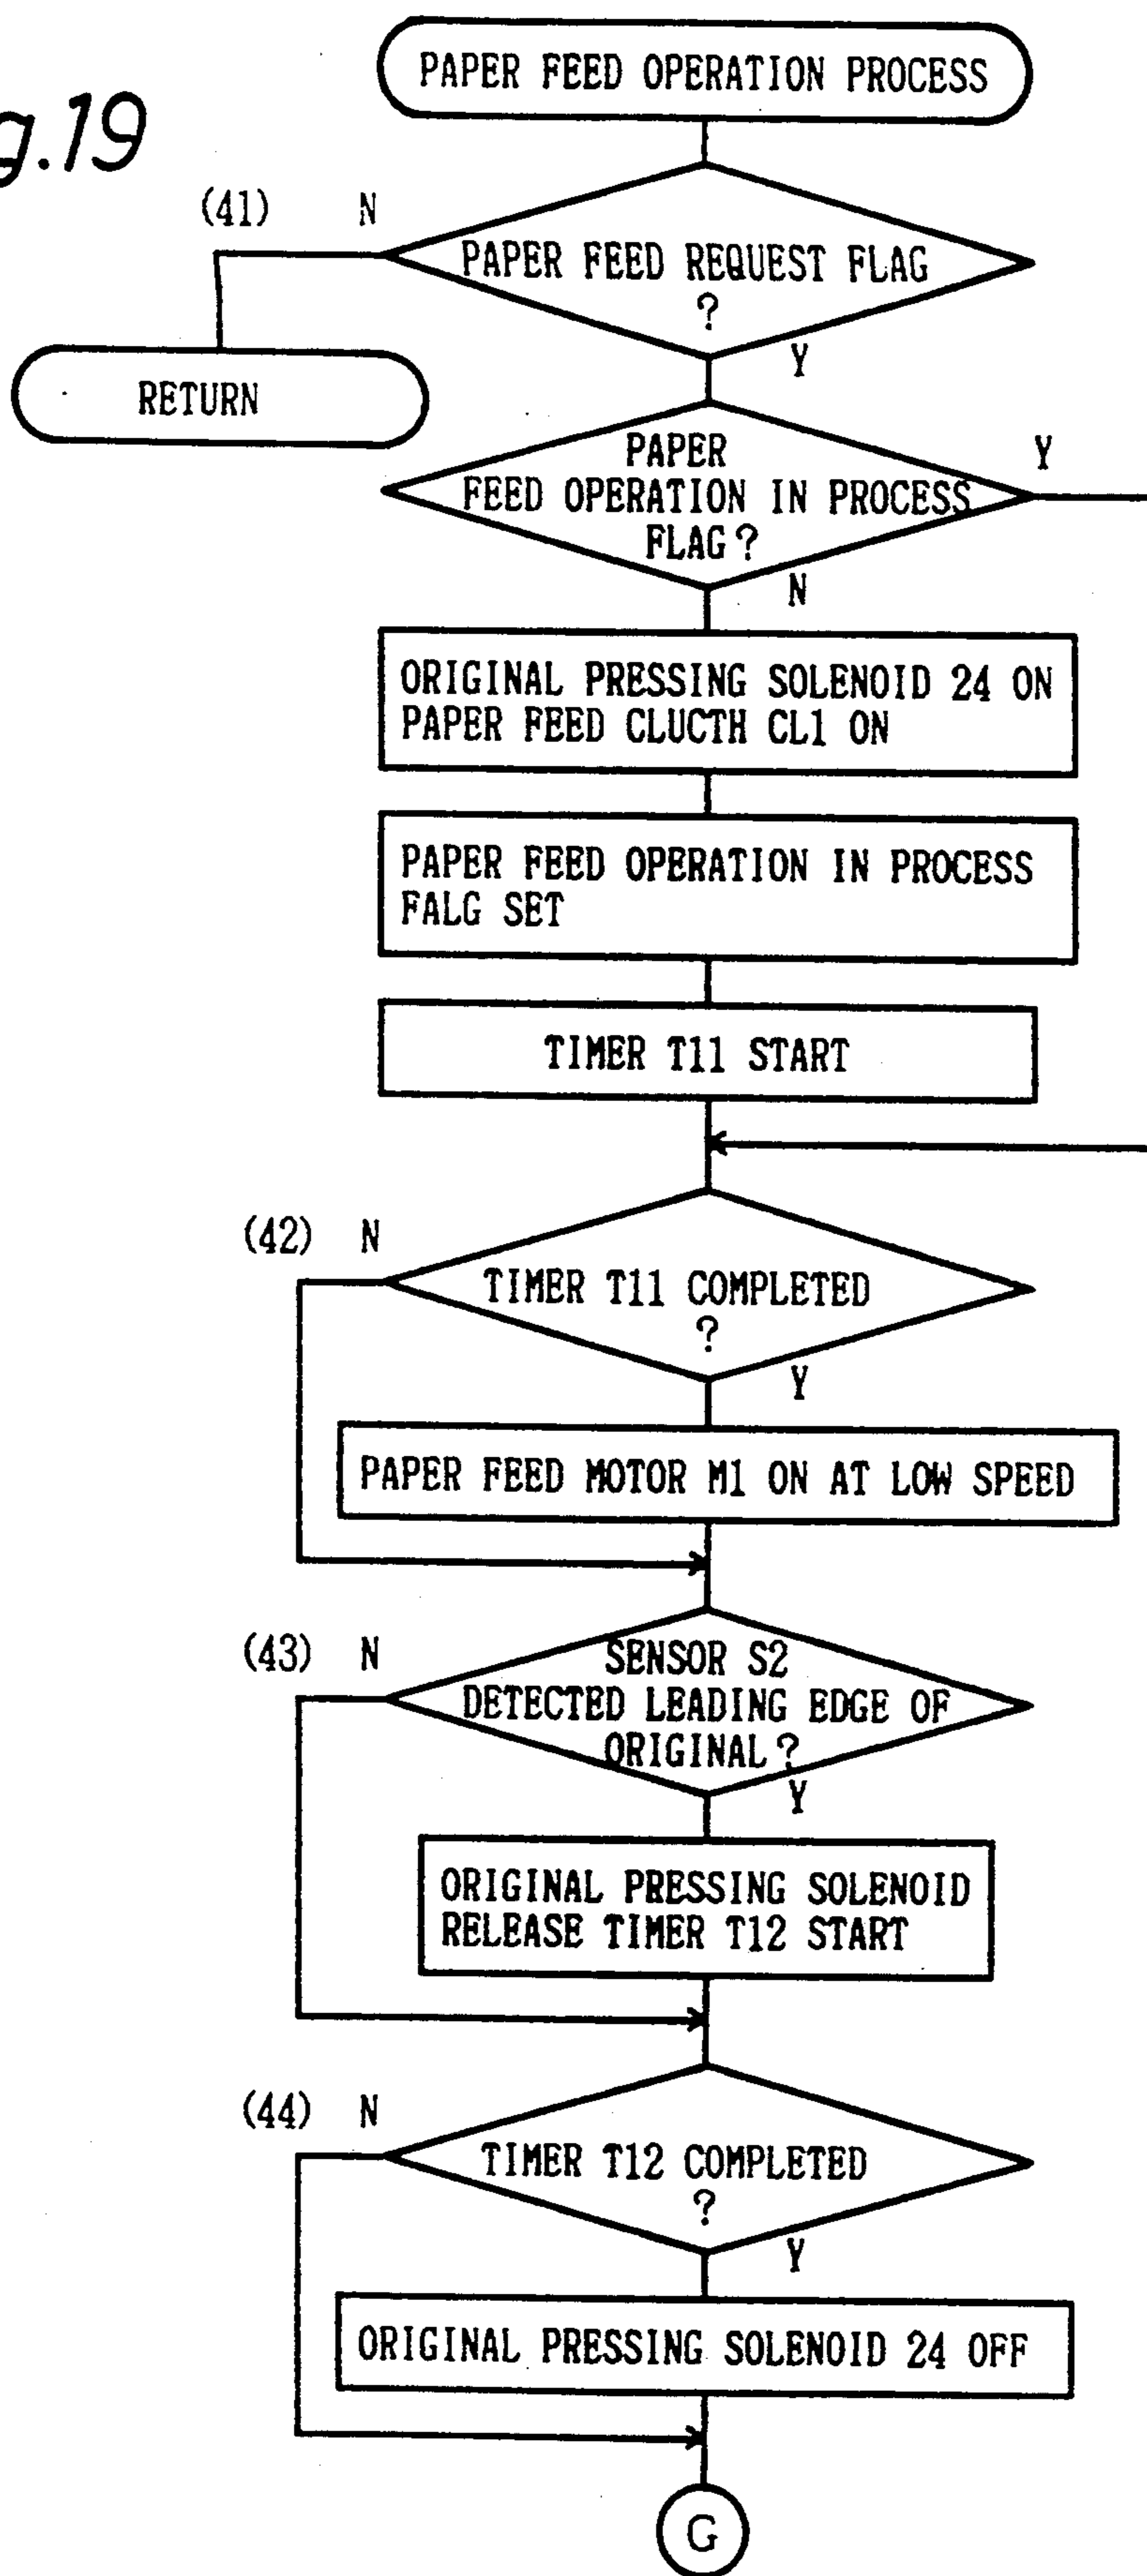 g.19
PAPER FEED OPERATION PROCESS
(41) N
PAPER FEED REQUEST FLAG
?
Y
RETURN
PAPER
FEED OPERATION IN PROCESS
FLAG?
Y
N
ORIGINAL PRESSING SOLENOID 24 ON
PAPER FEED CLUCTH CL1 ON
PAPER FEED OPERATION IN PROCESS
FALG SET
TIMER T11 START
(42) N
TIMER T11 COMPLETED
?
Y
PAPER FEED MOTOR M1 ON AT LOW SPEED
(43) N
SENSOR S2
DETECTED LEADING EDGE OF
ORIGINAL?
Y
ORIGINAL PRESSING SOLENOID
RELEASE TIMER T12 START
(44) N
TIMER T12 COMPLETED
?
Y
ORIGINAL PRESSING SOLENOID 24 OFF
G